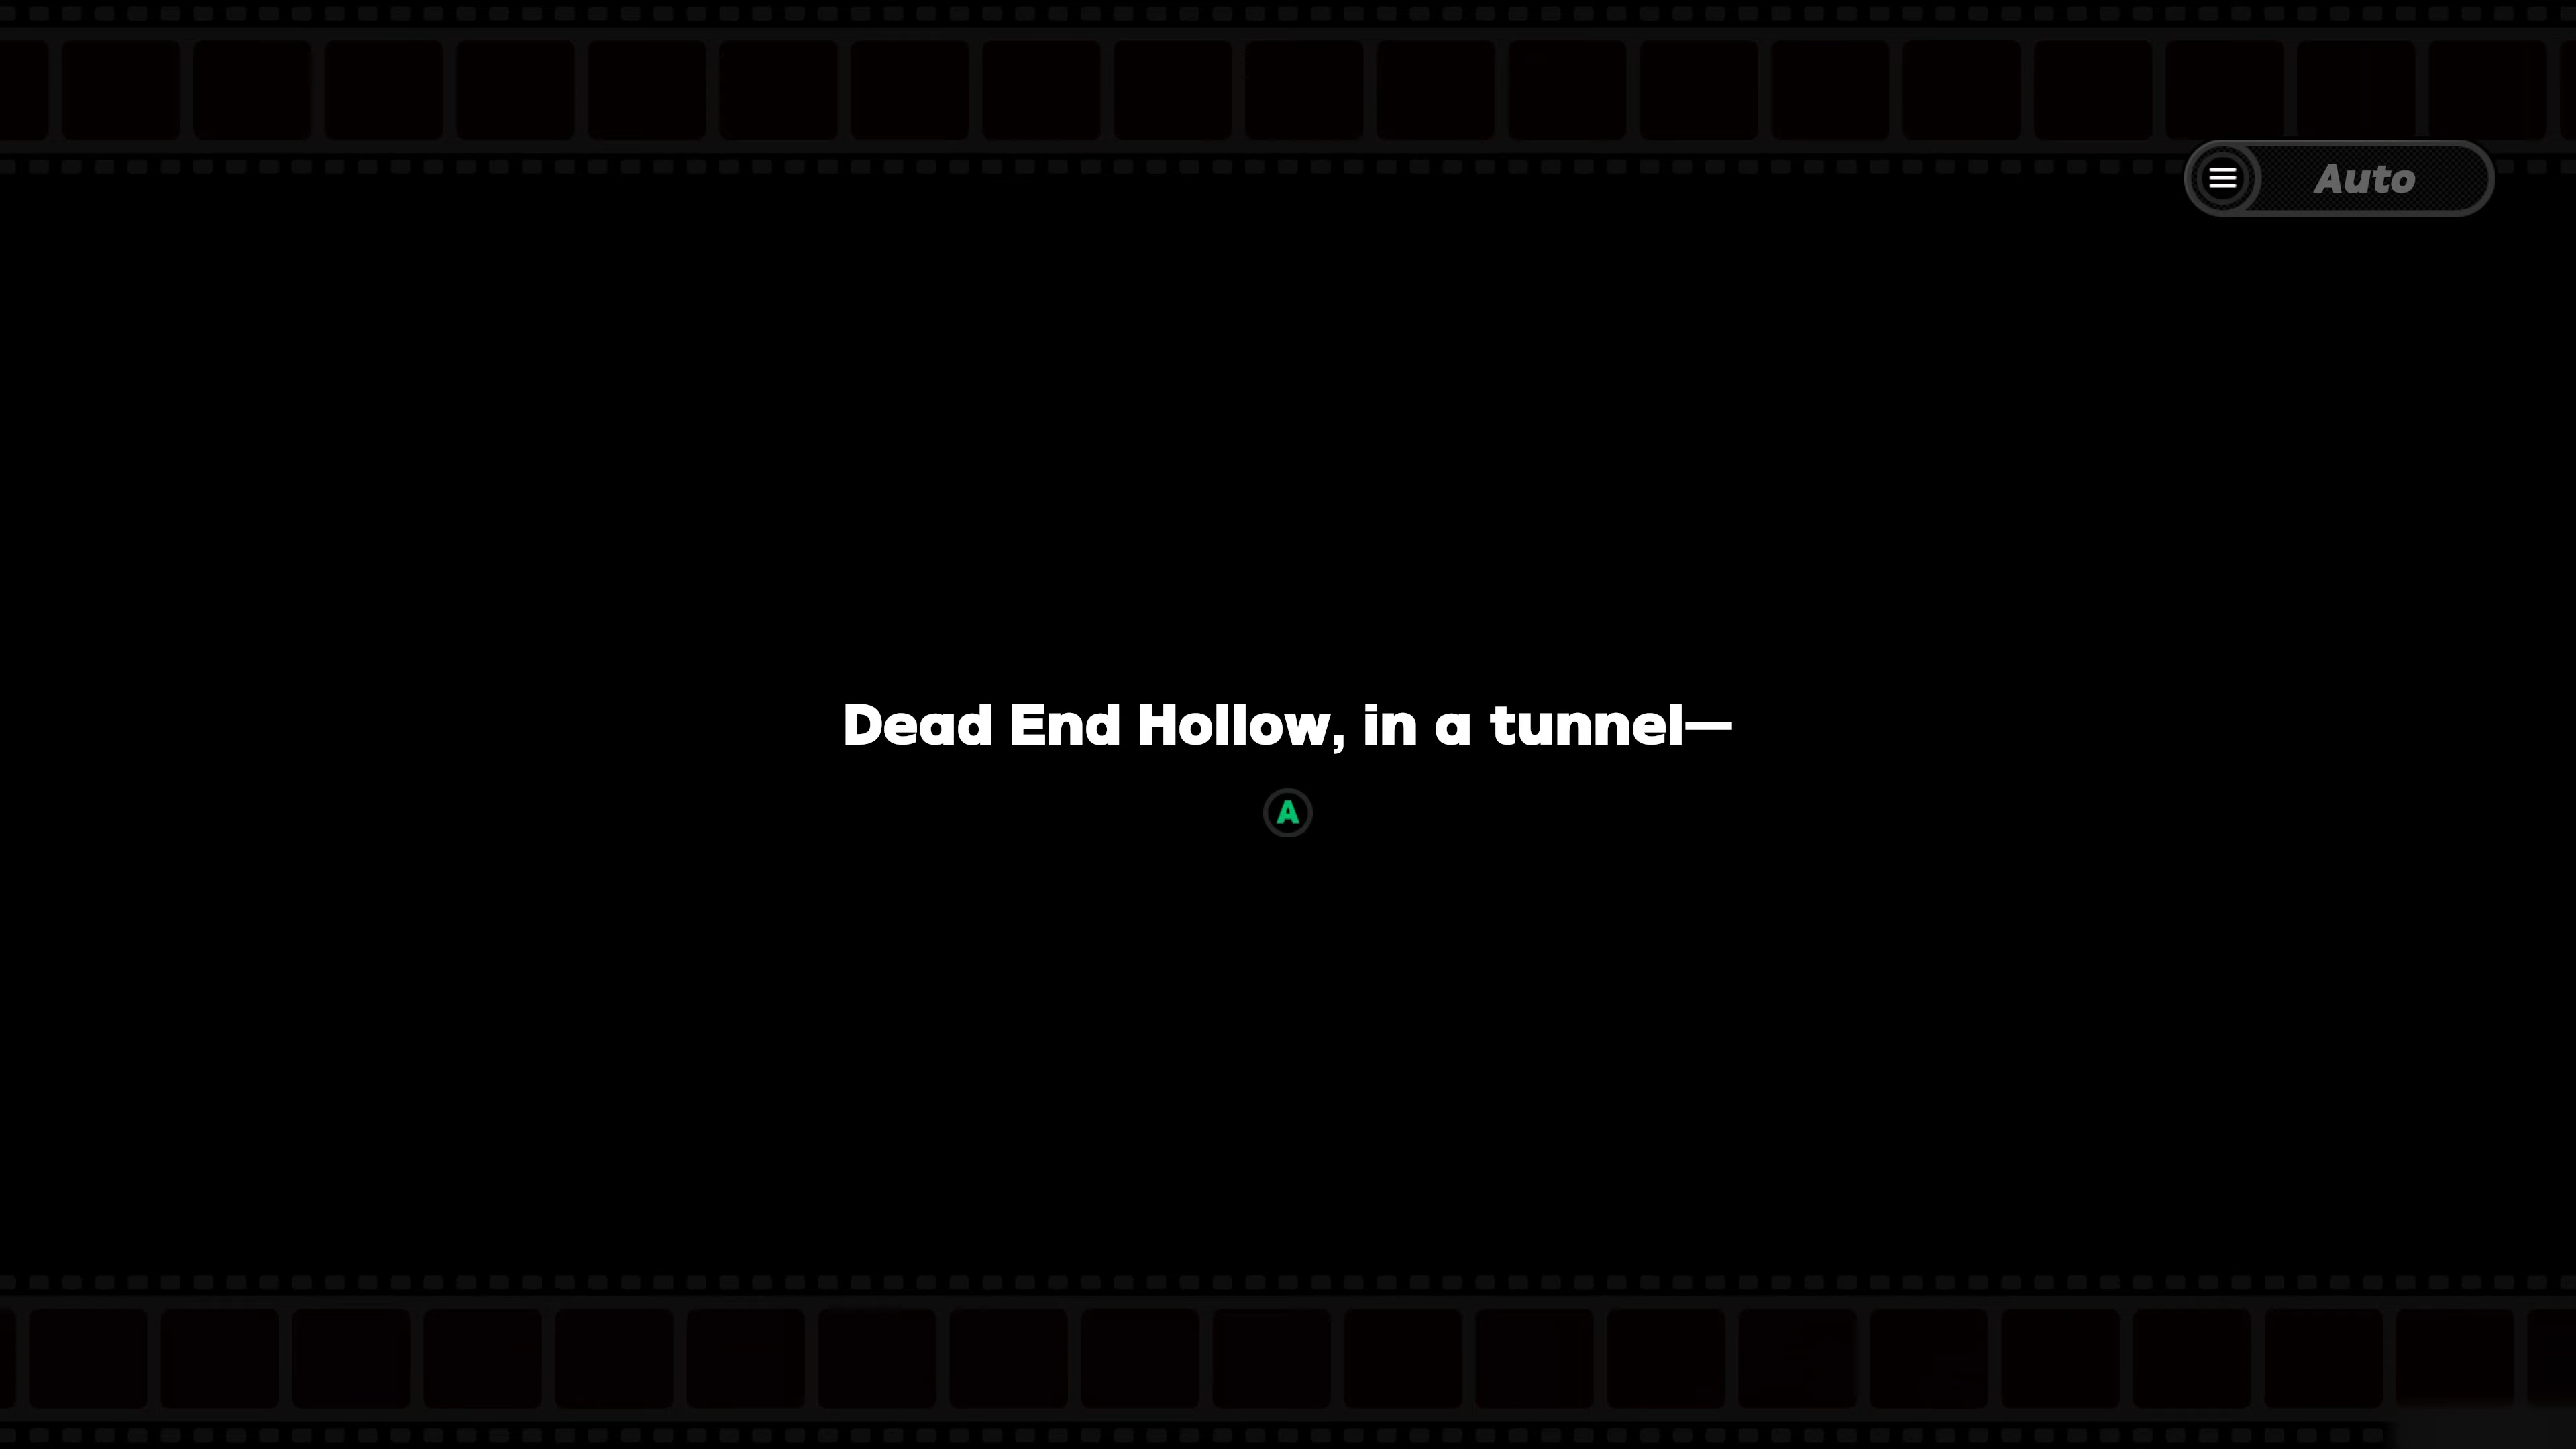 Auto
Dead End Hollow, in a tunnel—
A